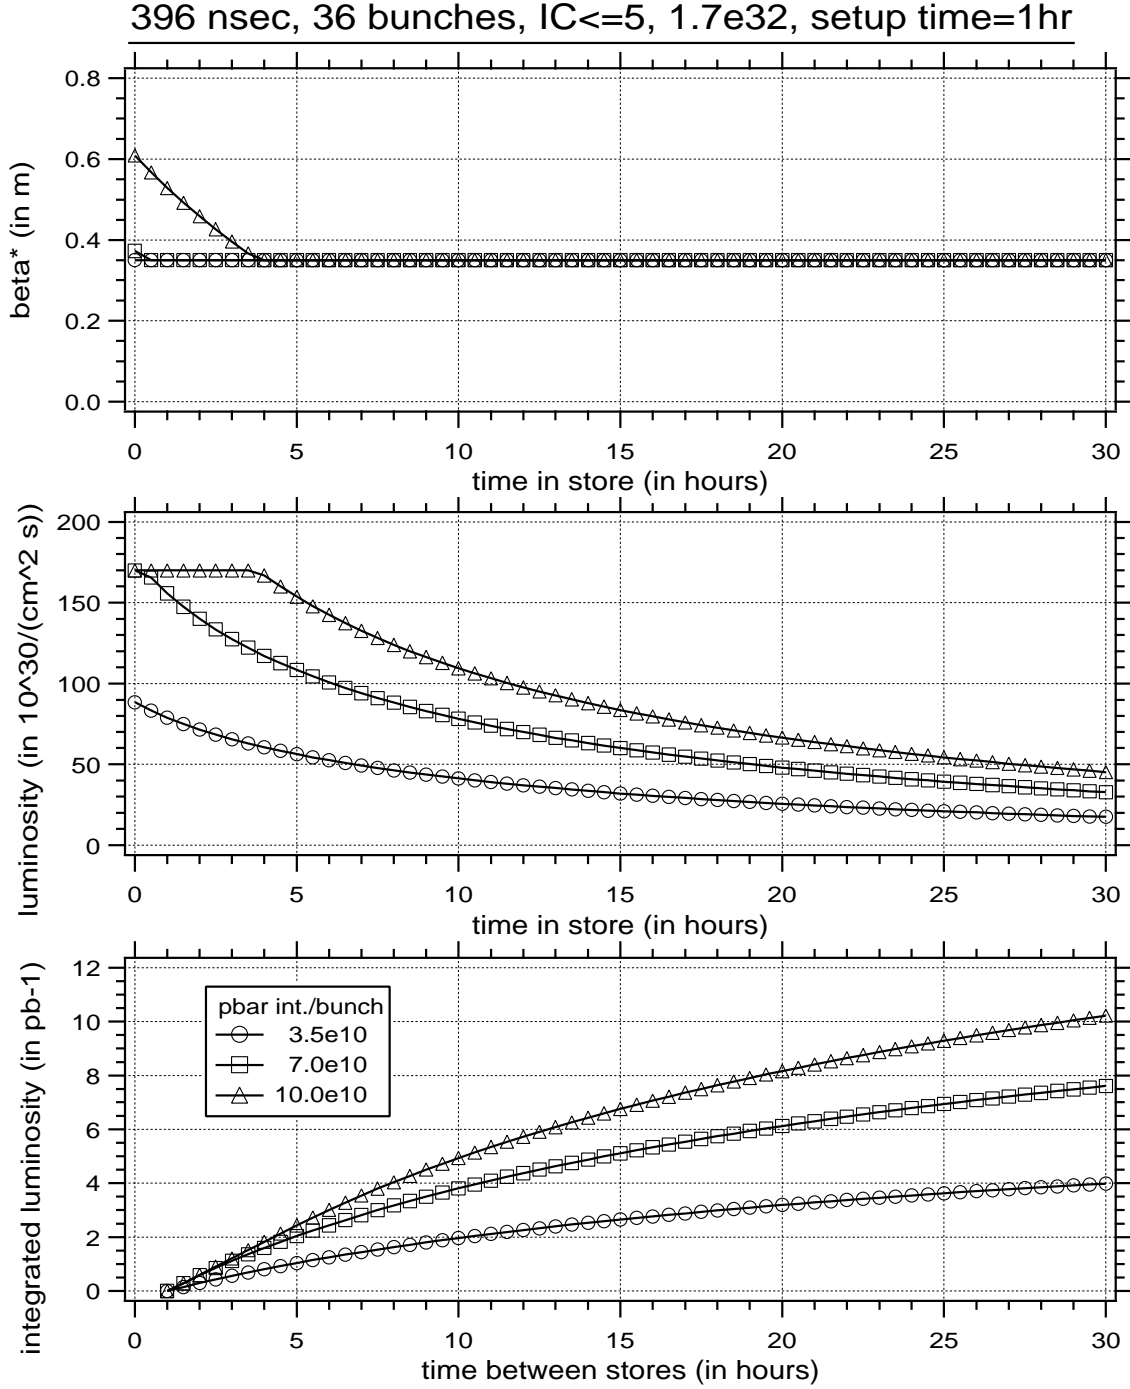 396 nsec, 36 bunches, IC<=5, 1.7e32, setup time=1hr
beta* (in m)
0.8
0.6
0.4
0.2
0.0
0 5 10 15 20 25 30
time in store (in hours)
luminosity (in 10^30/(cm^2 s))
200
150
100
50
0
0 5 10 15 20 25 30
time in store (in hours)
integrated luminosity (in pb-1)
12
10
8
6
4
2
0
pbar int./bunch
3.5e10
7.0e10
10.0e10
0 5 10 15 20 25 30
time between stores (in hours)